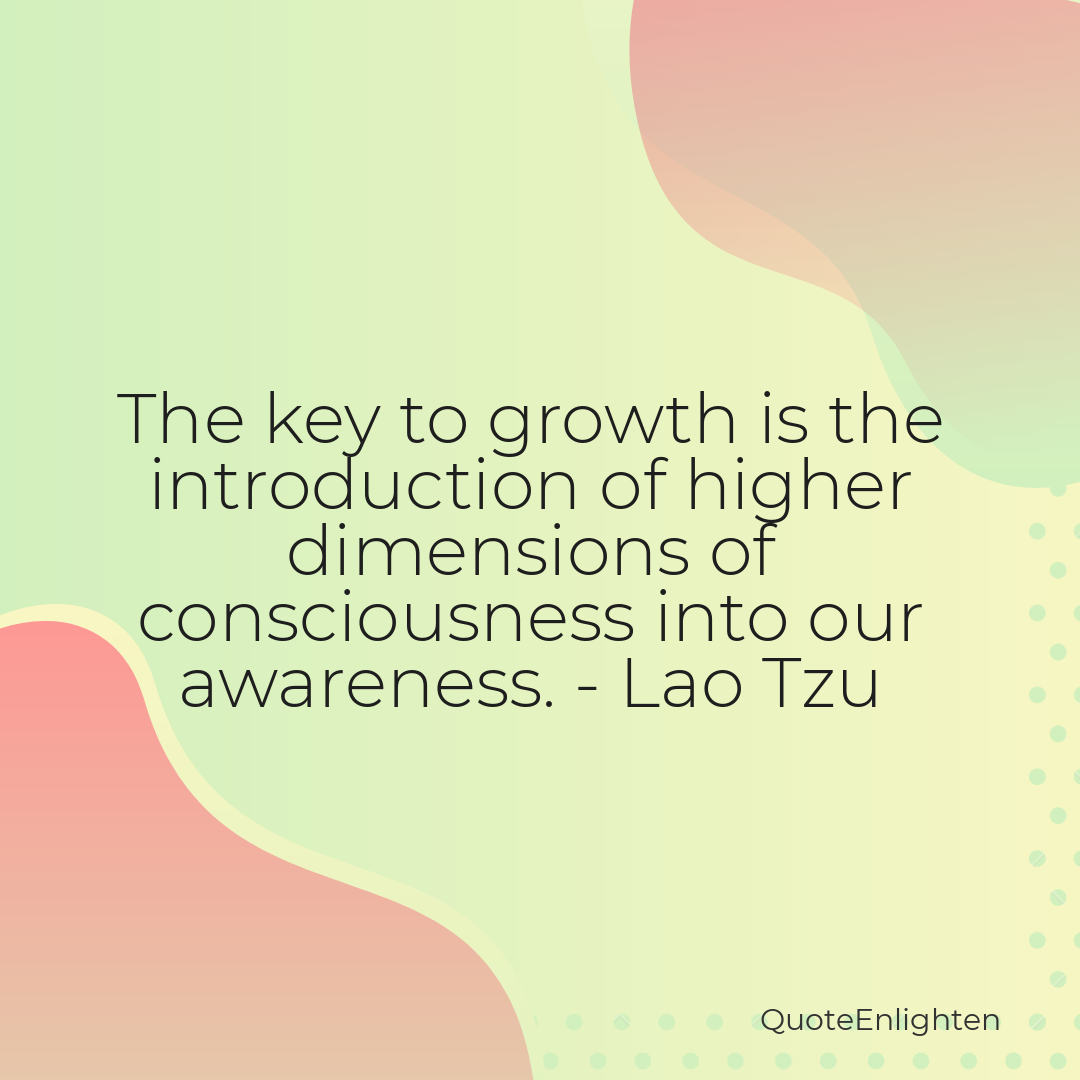 The key to growth is the
introduction of higher
dimensions of
consciousness into our
awareness. - Lao Tzu
QuoteEnlighten